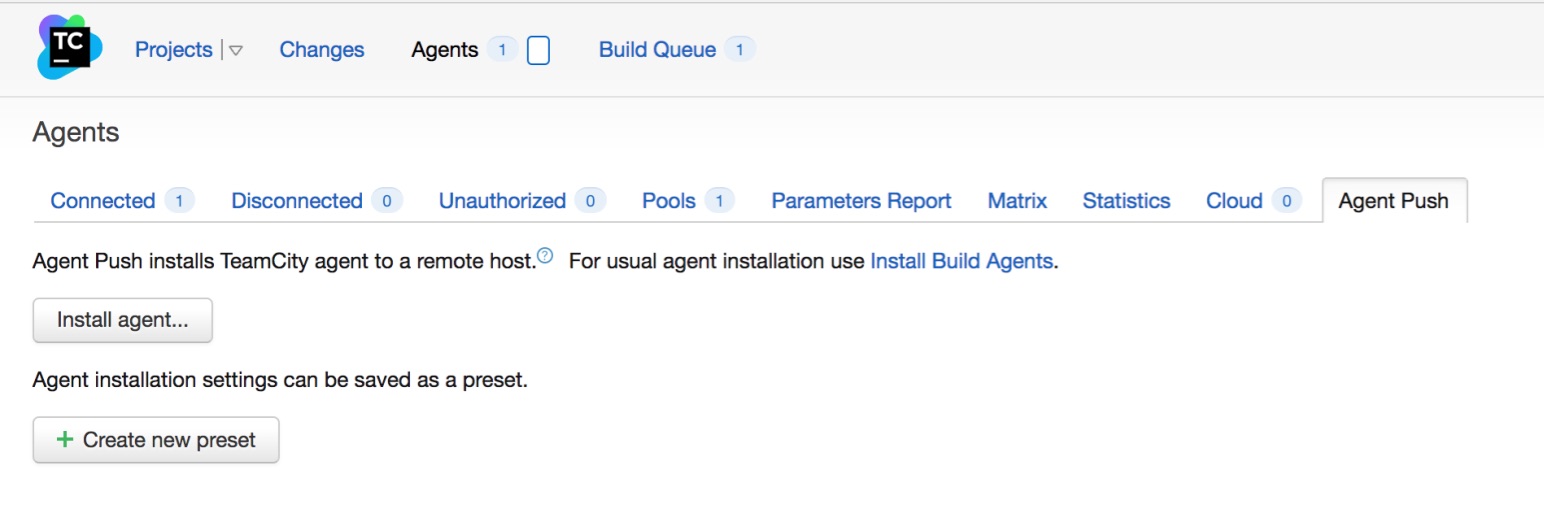 TC
Projects Changes Agents 1 Build Queue 1
Agents
Connected 1 Disconnected 0 Unauthorized 0 Pools 1 Parameters Report Matrix Statistics Cloud 0 Agent Push
Agent Push installs TeamCity agent to a remote host.? For usual agent installation use Install Build Agents.
Install agent...
Agent installation settings can be saved as a preset.
+ Create new preset